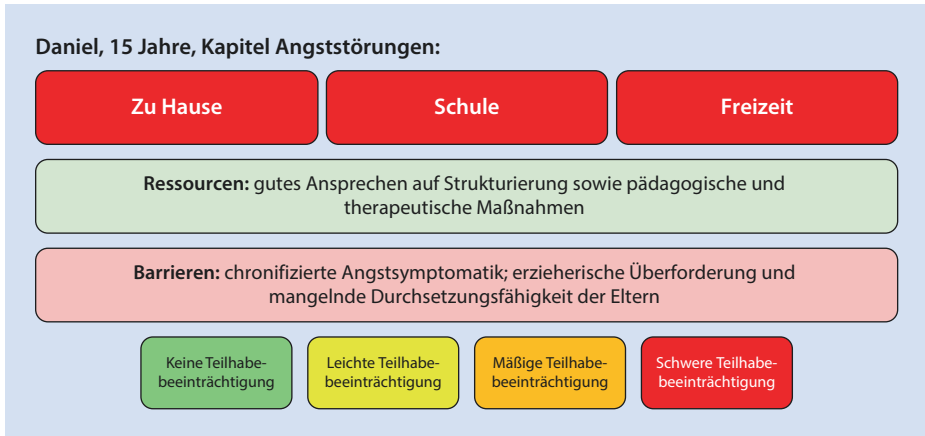 Daniel, 15 Jahre, Kapitel Angststörungen:
Zu Hause
Schule
Freizeit
Ressourcen: gutes Ansprechen auf Strukturierung sowie pädagogische und
therapeutische Maßnahmen
Barrieren: chronifizierte Angstsymptomatik; erzieherische Überforderung und
mangelnde Durchsetzungsfähigkeit der Eltern
Keine Teilhabe-
beeinträchtigung
Leichte Teilhabe-
beeinträchtigung
Mäßige Teilhabe-
beeinträchtigung
Schwere Teilhabe-
beeinträchtigung